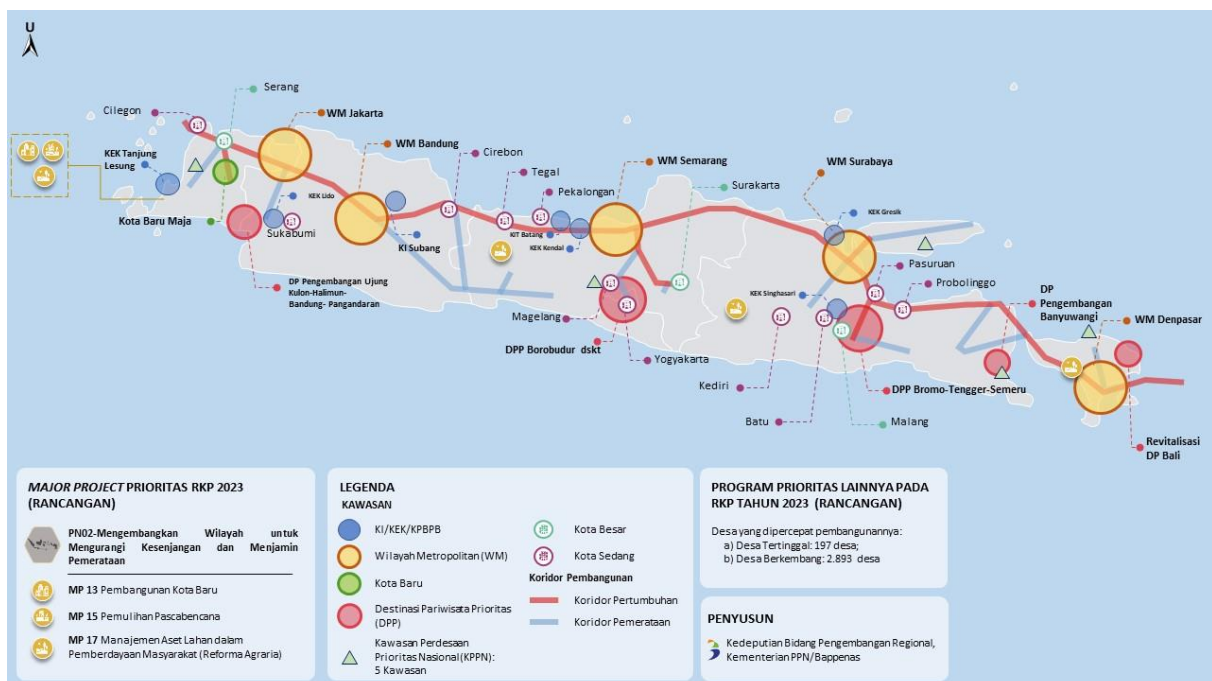 U
Serang
Cilegon
WM Jakarta
WM Bandung
Cirebon
Tegal
Pekalongan
WM Semarang
Surakarta
WM Surabaya
KEK Tanjung
Lesung
KEK Lido
KEK Gresik
Kota Baru Maja
Sukabumi
KI Subang
KIT Batang
KEK Kendal
Pasuruan
Probolinggo
KEK Singhasari
DP
Pengembangan
Banyuwangi
WM Denpasar
DP Pengembangan Ujung
Kulon-Halimun-
Bandung- Pangandaran
Magelang
DPP Borobudur dskt
Yogyakarta
Kediri
DPP Bromo-Tengger-Semeru
Batu
Malang
Revitalisasi
DP Bali
MAJOR PROJECT PRIORITAS RKP 2023
(RANCANGAN)
PN02-Mengembangkan Wilayah untuk
Mengurangi Kesenjangan dan Menjamin
Pemerataan
MP 13 Pembangunan Kota Baru
MP 15 Pemulihan Pascabencana
MP 17 Manajemen Aset Lahan dalam
Pemberdayaan Masyarakat (Reforma Agraria)
LEGENDA
KAWASAN
KI/KEK/KPBPB
Wilayah Metropolitan (WM)
Kota Baru
Destinasi Pariwisata Prioritas
(DPP)
Kawasan Perdesaan
Prioritas Nasional (KPPN):
5 Kawasan
Kota Besar
Kota Sedang
Koridor Pembangunan
Koridor Pertumbuhan
Koridor Pemerataan
PROGRAM PRIORITAS LAINNYA PADA
RKP TAHUN 2023 (RANCANGAN)
Desa yang dipercepat pembangunannya:
a) Desa Tertinggal: 197 desa;
b) Desa Berkembang: 2.893 desa
PENYUSUN
Kedeputian Bidang Pengembangan Regional,
Kementerian PPN/Bappenas